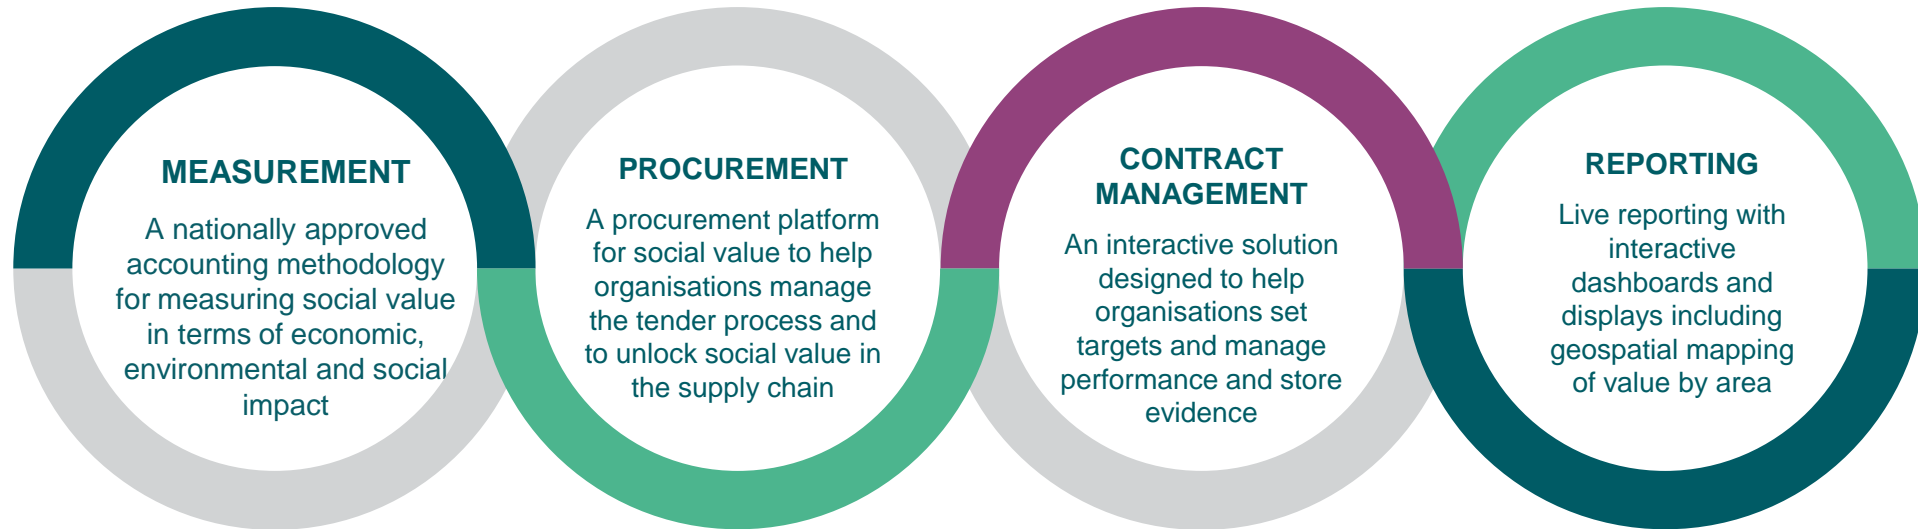 MEASUREMENT
A nationally approved
accounting methodology
for measuring social value
in terms of economic,
environmental and social
impact
PROCUREMENT
A procurement platform
for social value to help
organisations manage
the tender process and
to unlock social value in
the supply chain
CONTRACT
MANAGEMENT
An interactive solution
designed to help
organisations set
targets and manage
performance and store
evidence
REPORTING
Live reporting with
interactive
dashboards and
displays including
geospatial mapping
of value by area